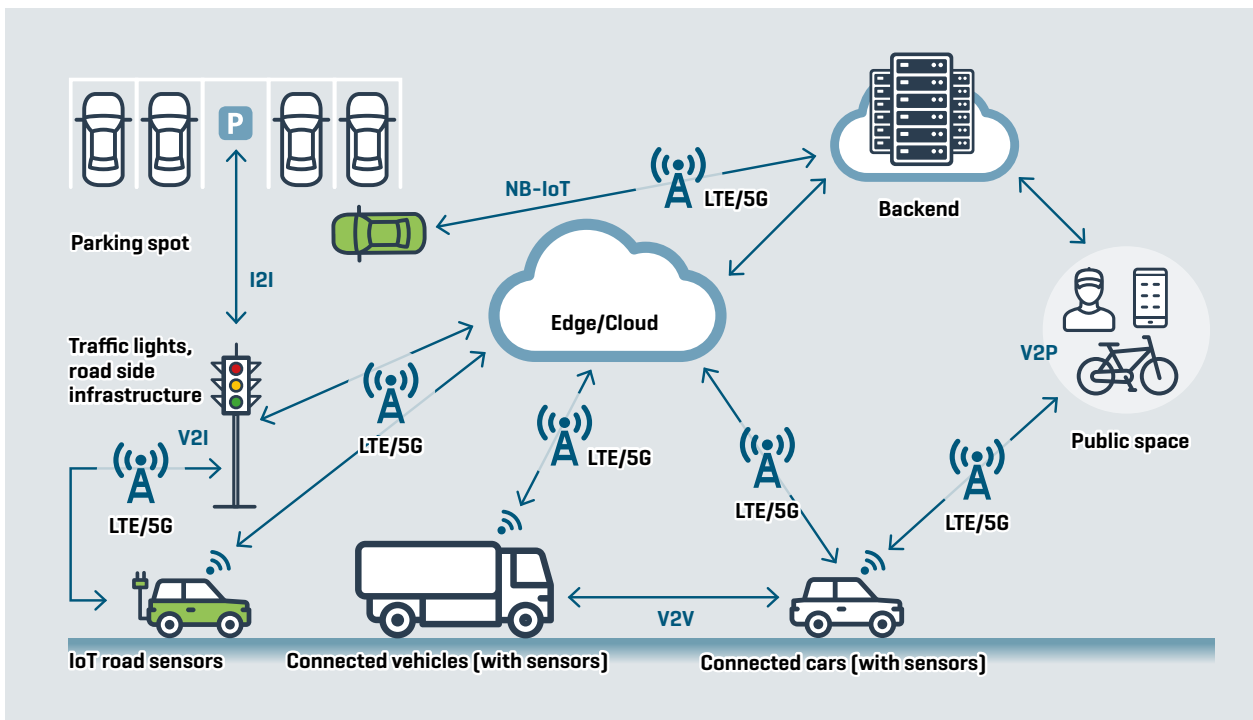 P
NB-IoT
LTE/5G
Backend
Parking spot
I2I
Edge/Cloud
Traffic lights,
road side
infrastructure
V2P
LTE/5G
V2I
LTE/5G
LTE/5G
Public space
LTE/5G
LTE/5G
LTE/5G
V2V
IoT road sensors
Connected vehicles (with sensors)
Connected cars (with sensors)